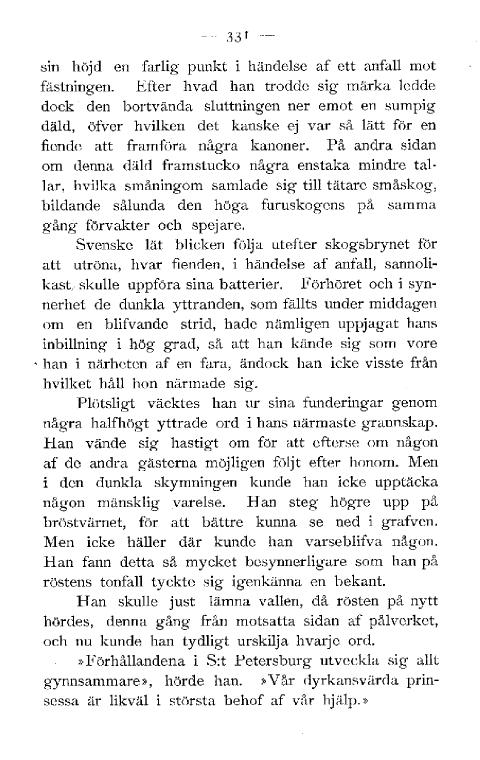 — 331 —
sin höjd en farlig punkt i händelse af ett anfall mot
fästningen. Efter hvad han trodde sig märka ledde
dock den bortvända sluttningen ner emot en sumpig
däld, öfver hvilken det kanske ej var så lätt för en
fiende att framföra några kanoner. På andra sidan
om denna däld framstucko några enstaka mindre tal-
lar, hvilka småningom samlade sig till tätare småskog,
bildande sålunda den höga furuskogens på samma
gång förvakter och spejare.
Svenske lät blicken följa utefter skogsbrynet för
att utröna, hvar fienden, i händelse af anfall, sannoli-
kast skulle uppföra sina batterier. Förhöret och i syn-
nerhet de dunkla yttranden, som fällts under middagen
om en blifvande strid, hade nämligen uppjagat hans
inbillning i hög grad, så att han kände sig som vore
han i närheten af en fara, ändock han icke visste från
hvilket håll hon närmade sig.
Plötsligt väcktes han ur sina funderingar genom
några halfhögt yttrade ord i hans närmaste grannskap.
Han vände sig hastigt om för att efterse om någon
af de andra gästerna möjligen följt efter honom. Men
i den dunkla skymningen kunde han icke upptäcka
någon mänsklig varelse. Han steg högre upp på
bröstvärnet, för att bättre kunna se ned i grafven.
Men icke häller där kunde han varseblifva någon.
Han fann detta så mycket besynnerligare som han på
röstens tonfall tyckte sig igenkänna en bekant.
Han skulle just lämna vallen, då rösten på nytt
hördes, denna gång från motsatta sidan af pålverket,
och nu kunde han tydligt urskilja hvarje ord.
»Förhållandena i S:t Petersburg utveckla sig allt
gynnsammare», hörde han. »Vår dyrkansvärda prin-
sessa är likväl i största behof af vår hjälp.»